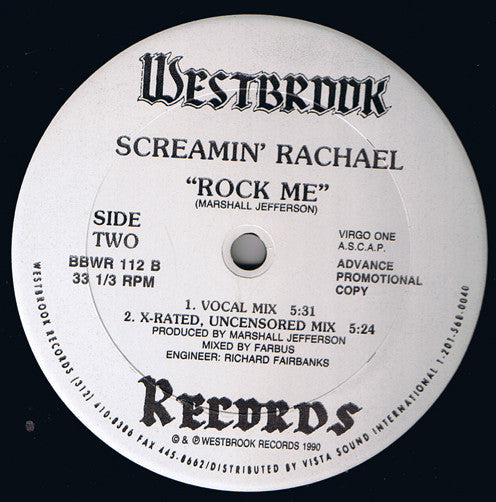 WESTBROOK
SCREAMIN' RACHAEL
"ROCK ME"
(MARSHALL JEFFERSON)
SIDE
TWO
BBWR 112 B
33 1/3 RPM
VIRGO ONE
A.S.C.A.P.
ADVANCE
PROMOTIONAL
COPY
1. VOCAL MIX 5:31
2. X-RATED, UNCENSORED MIX 5:24
PRODUCED BY MARSHALL JEFFERSON
MIXED BY FARBUS
ENGINEER: RICHARD FAIRBANKS
RECORDS
© & ℗ WESTBROOK RECORDS 1990
WESTBROOK RECORDS (312) 410-8386 FAX 445-8662/DISTRIBUTED BY VISTA SOUND INTERNATIONAL 1-201-568-0040